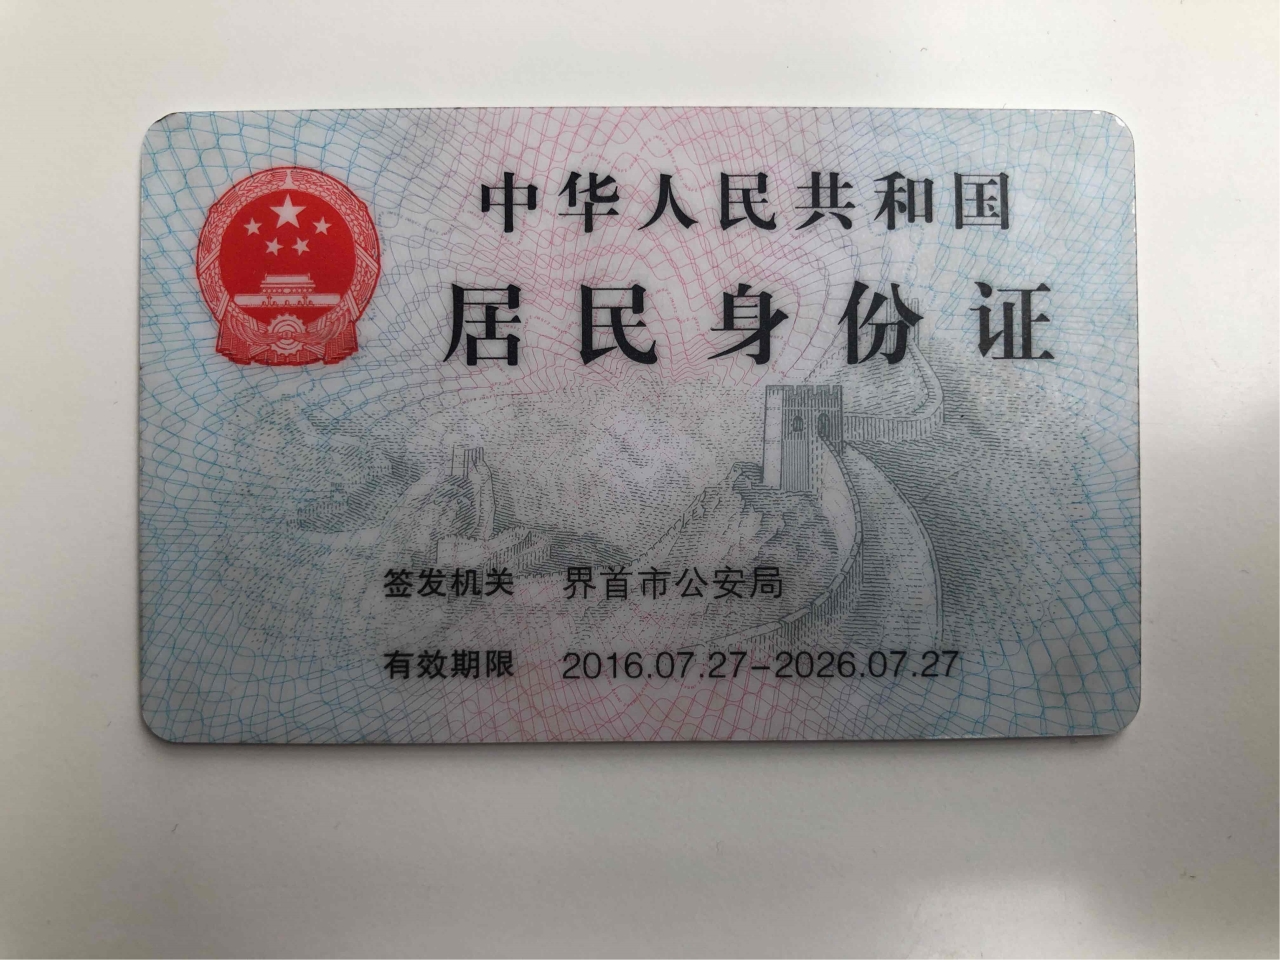 中华人民共和国
居民身份证
签发机关 界首市公安局
有效期限 2016.07.27-2026.07.27